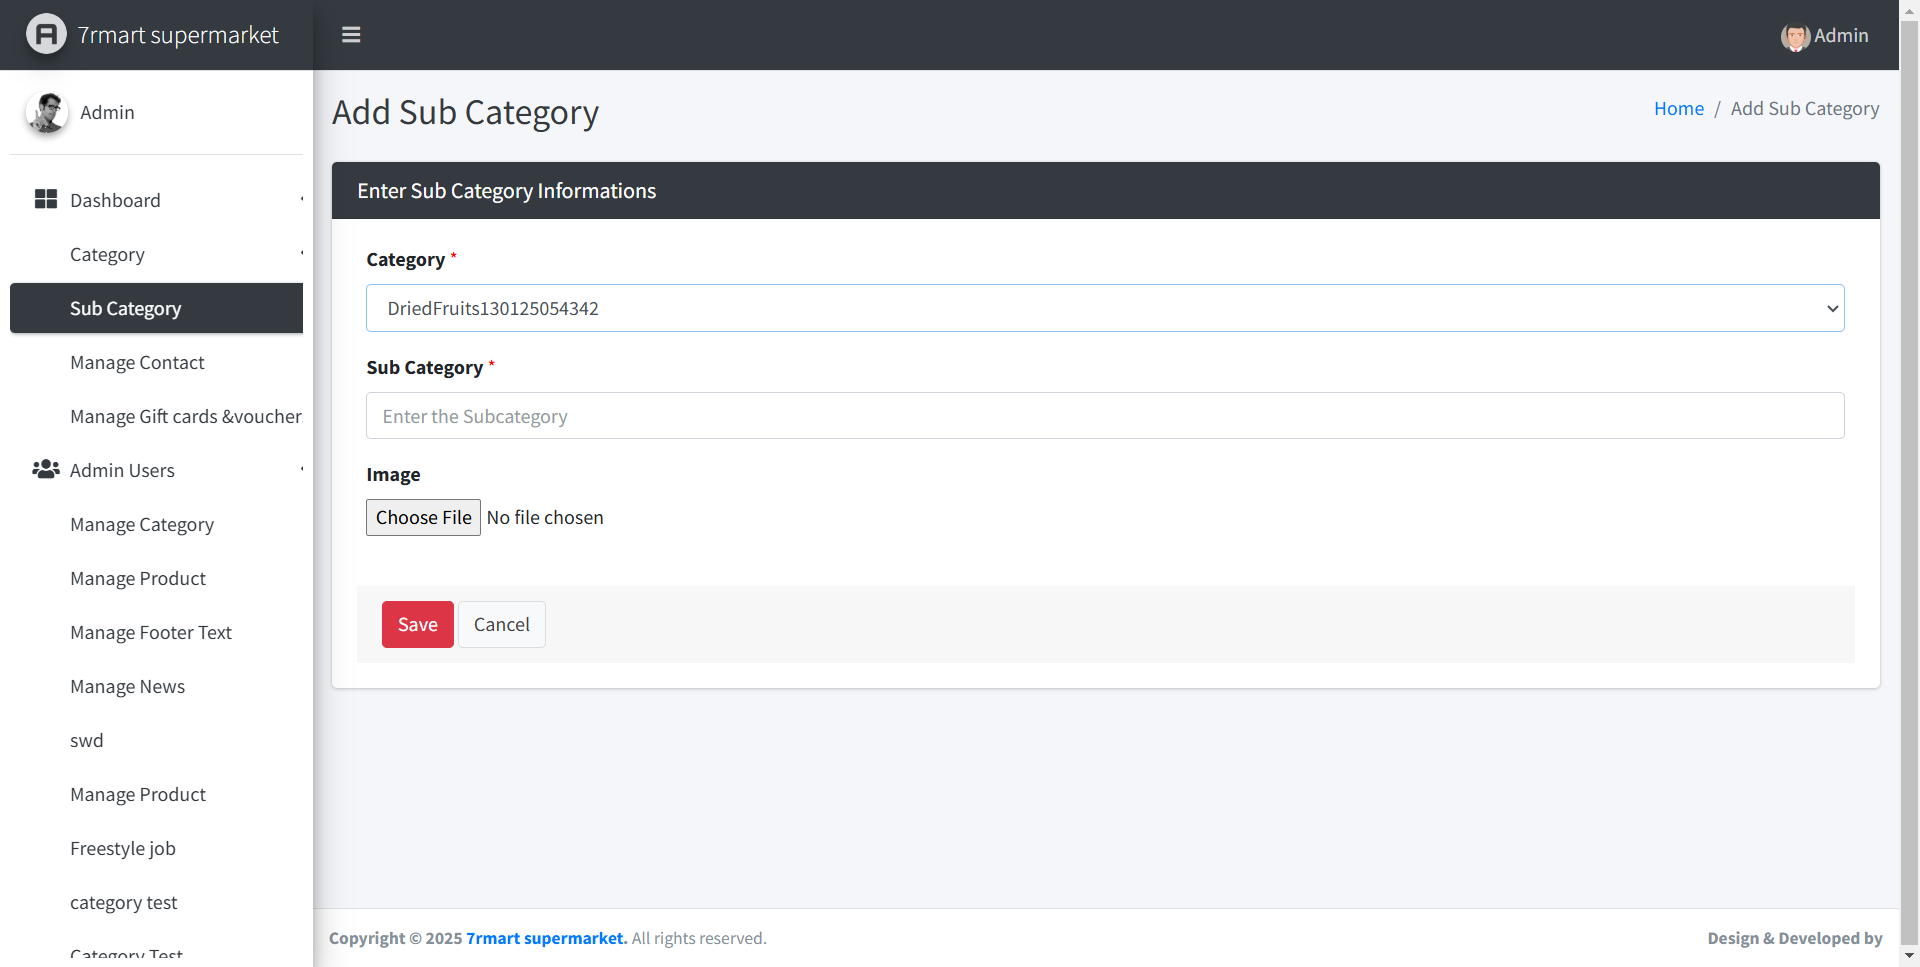 7rmart supermarket
Admin
Admin
Add Sub Category
Home / Add Sub Category
Dashboard
Category
Sub Category
Manage Contact
Manage Gift cards &voucher
Admin Users
Manage Category
Manage Product
Manage Footer Text
Manage News
swd
Manage Product
Freestyle job
category test
Category Test
Enter Sub Category Informations
Category *
DriedFruits130125054342
Sub Category *
Enter the Subcategory
Image
Choose File No file chosen
Save Cancel
Copyright © 2025 7rmart supermarket. All rights reserved.
Design & Developed by